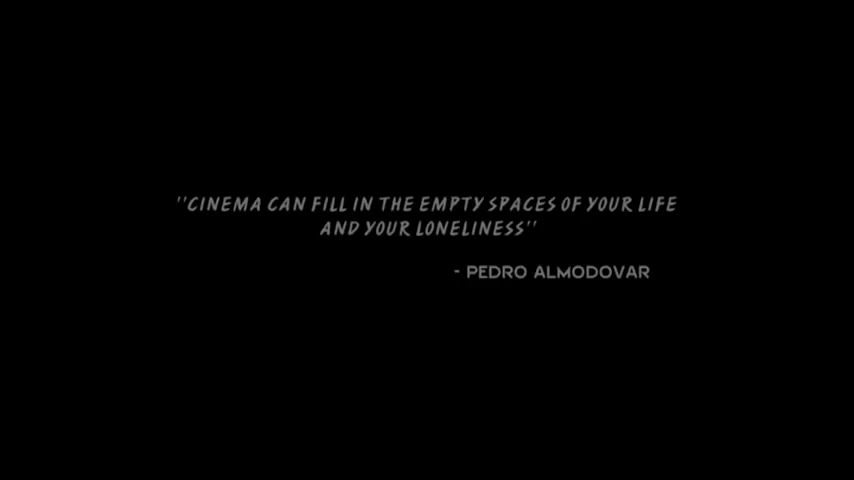 ''CINEMA CAN FILL IN THE EMPTY SPACES OF YOUR LIFE
AND YOUR LONELINESS''
- PEDRO ALMODOVAR